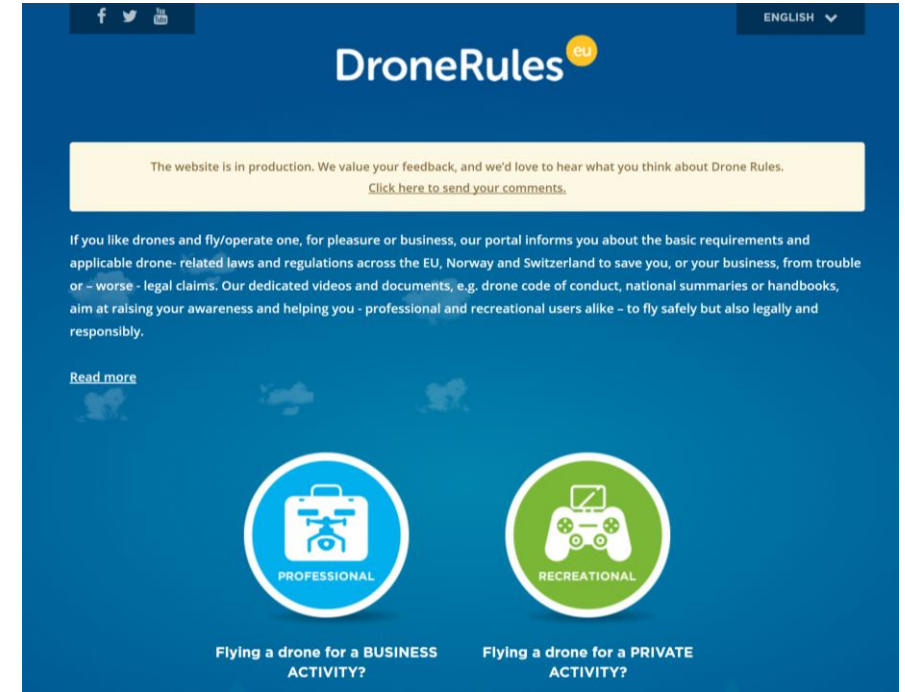 ENGLISH
DroneRules eu
The website is in production. We value your feedback, and we'd love to hear what you think about Drone Rules.
Click here to send your comments.
If you like drones and fly/operate one, for pleasure or business, our portal informs you about the basic requirements and
applicable drone- related laws and regulations across the EU, Norway and Switzerland to save you, or your business, from trouble
or – worse - legal claims. Our dedicated videos and documents, e.g. drone code of conduct, national summaries or handbooks,
aim at raising your awareness and helping you - professional and recreational users alike – to fly safely but also legally and
responsibly.
Read more
PROFESSIONAL
RECREATIONAL
Flying a drone for a BUSINESS
ACTIVITY?
Flying a drone for a PRIVATE
ACTIVITY?